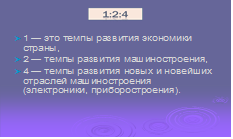 1:2:4
1 — это темпы развития экономики
страны,
2 — темпы развития машиностроения,
4 — темпы развития новых и новейших
отраслей машиностроения
(электроники, приборостроения).